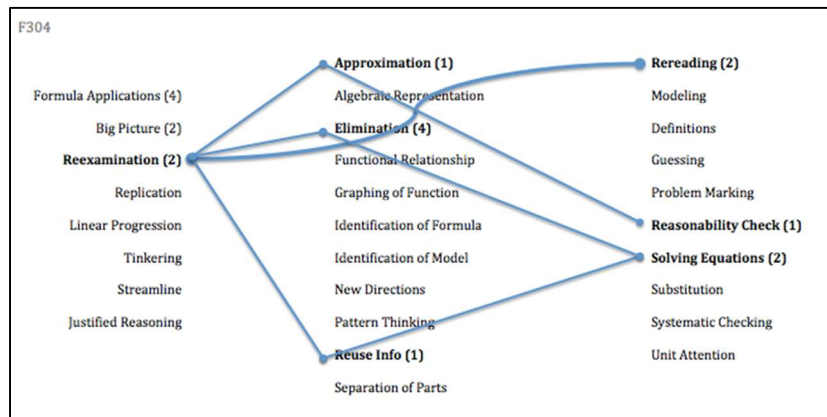 F304
Formula Applications (4)
Big Picture (2)
Reexamination (2)
Replication
Linear Progression
Tinkering
Streamline
Justified Reasoning
Approximation (1)
Algebraic Representation
Elimination (4)
Functional Relationship
Graphing of Function
Identification of Formula
Identification of Model
New Directions
Pattern Thinking
Reuse Info (1)
Separation of Parts
Rereading (2)
Modeling
Definitions
Guessing
Problem Marking
Reasonability Check (1)
Solving Equations (2)
Substitution
Systematic Checking
Unit Attention